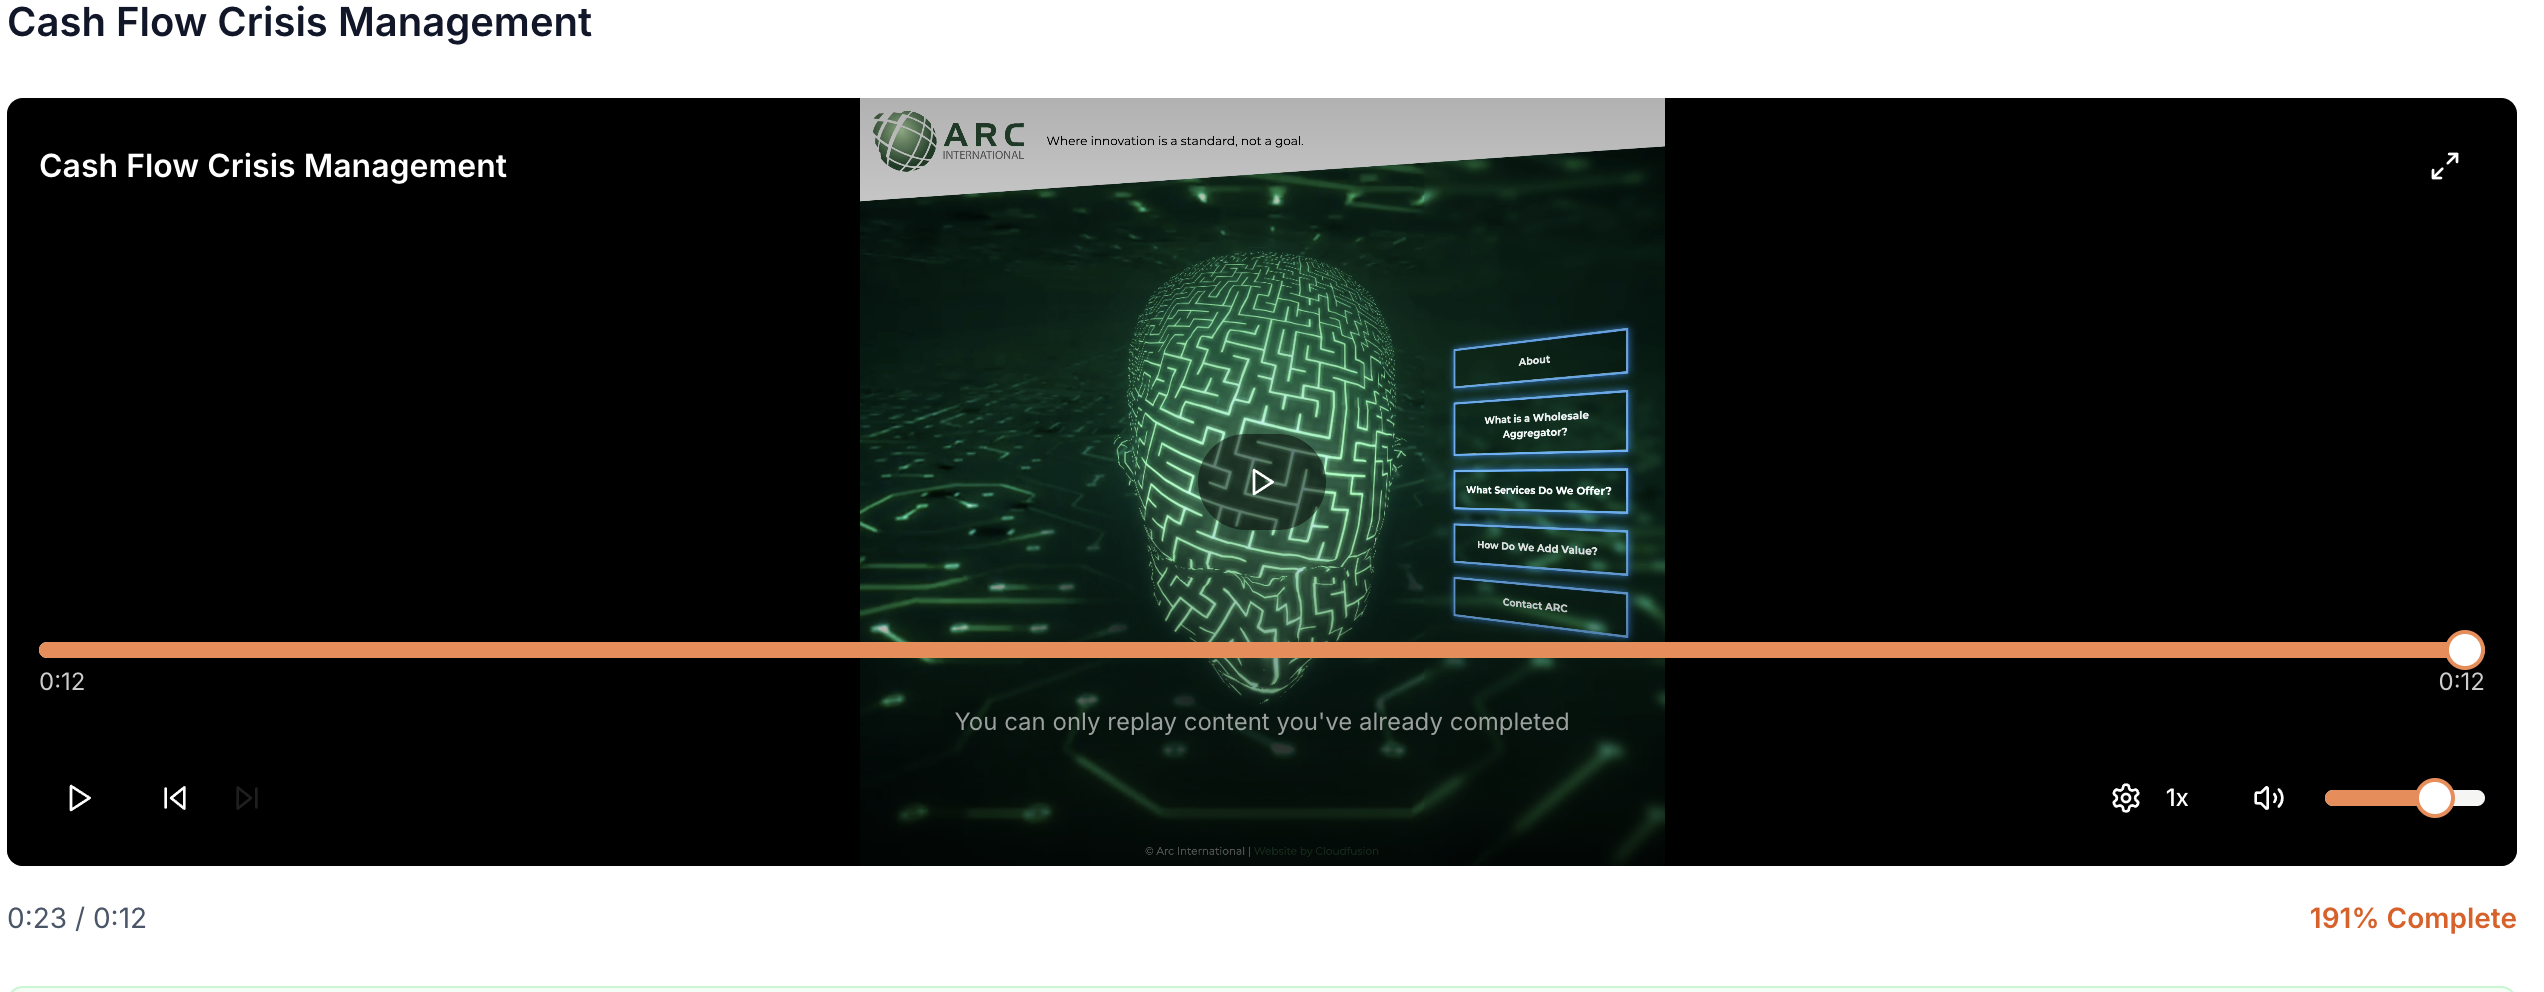 Cash Flow Crisis Management
Cash Flow Crisis Management
ARC
INTERNATIONAL
Where innovation is a standard, not a goal.
About
What is a Wholesale
Aggregator?
What Services Do We Offer?
How Do We Add Value?
Contact ARC
0:12
0:12
You can only replay content you've already completed
1x
© Arc International | Website by Cloudfusion
0:23 / 0:12
191% Complete